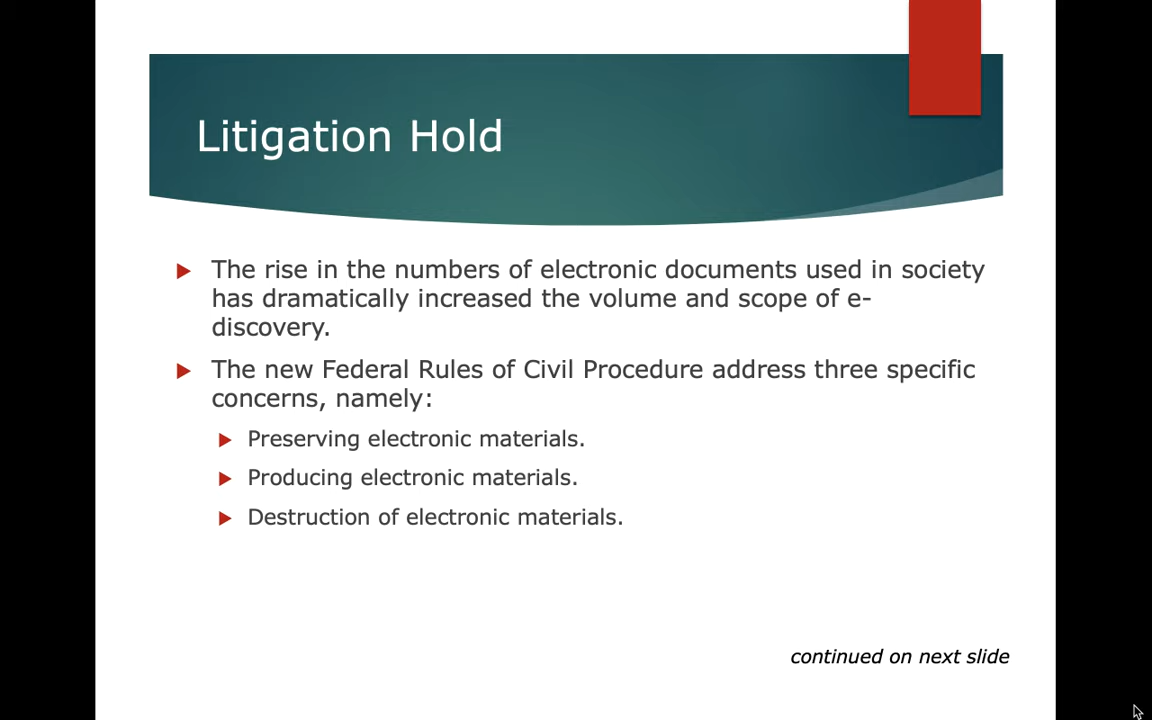 Litigation Hold
The rise in the numbers of electronic documents used in society
has dramatically increased the volume and scope of e-
discovery.
The new Federal Rules of Civil Procedure address three specific
concerns, namely:
Preserving electronic materials.
Producing electronic materials.
Destruction of electronic materials.
continued on next slide